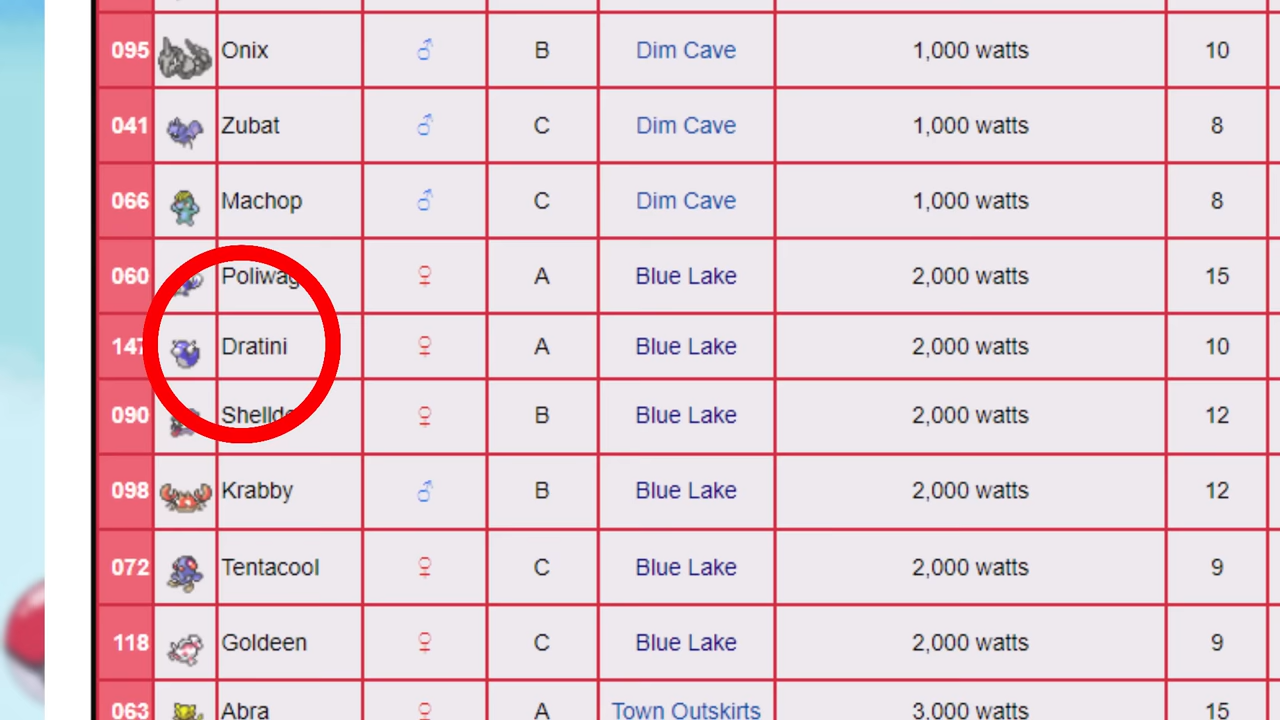 095 Onix ♂ B Dim Cave 1,000 watts 10
041 Zubat ♂ C Dim Cave 1,000 watts 8
066 Machop ♂ C Dim Cave 1,000 watts 8
060 Poliwag ♀ A Blue Lake 2,000 watts 15
147 Dratini ♀ A Blue Lake 2,000 watts 10
090 ♀ B Blue Lake 2,000 watts 12
098 Krabby ♂ B Blue Lake 2,000 watts 12
072 Tentacool ♀ C Blue Lake 2,000 watts 9
118 Goldeen ♀ C Blue Lake 2,000 watts 9
063 Abra ♀ A Town Outskirts 3,000 watts 15